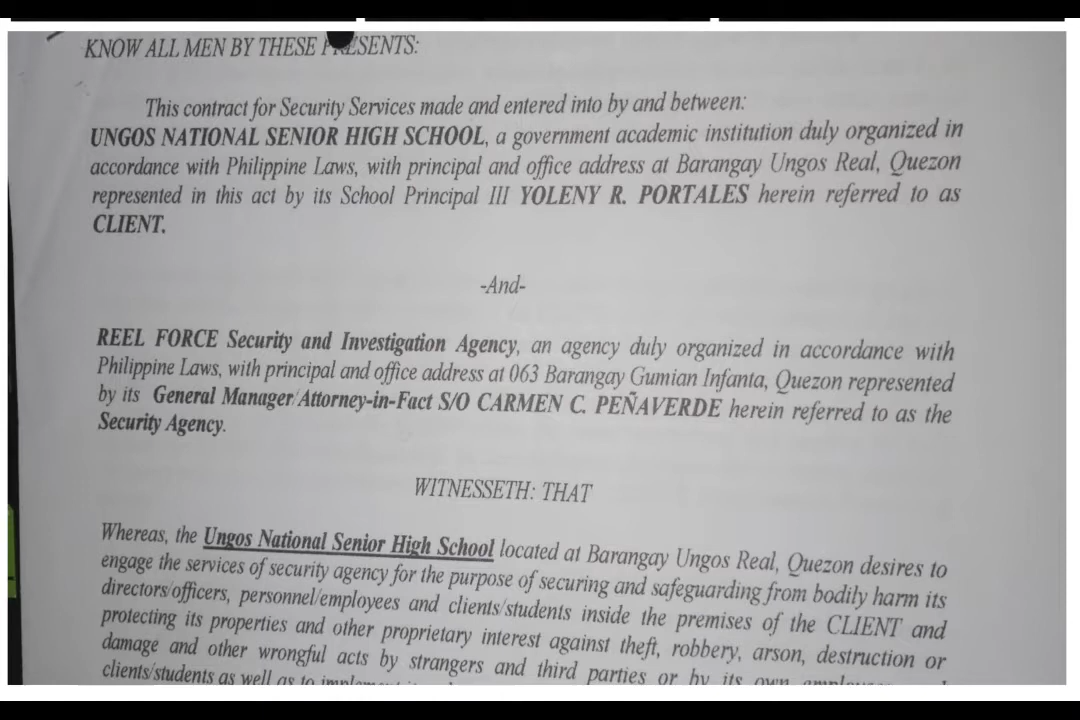 KNOW ALL MEN BY THESE PRESENTS:
This contract for Security Services made and entered into by and between:
UNGOS NATIONAL SENIOR HIGH SCHOOL, a government academic institution duly organized in
accordance with Philippine Laws, with principal and office address at Barangay Ungos Real, Quezon
represented in this act by its School Principal III YOLENY R. PORTALES herein referred to as
CLIENT.
-And-
REEL FORCE Security and Investigation Agency, an agency duly organized in accordance with
Philippine Laws, with principal and office address at 063 Barangay Gumian Infanta, Quezon represented
by its General Manager/Attorney-in-Fact S/O CARMEN C. PEÑAVERDE herein referred to as the
Security Agency.
WITNESSETH: THAT
Whereas, the Ungos National Senior High School located at Barangay Ungos Real, Quezon desires to
engage the services of security agency for the purpose of securing and safeguarding from bodily harm its
directors/officers, personnel/employees and clients/students inside the premises of the CLIENT and
protecting its properties and other proprietary interest against theft, robbery, arson, destruction or
damage and other wrongful acts by strangers and third parties or by its own
clients/students as well as to